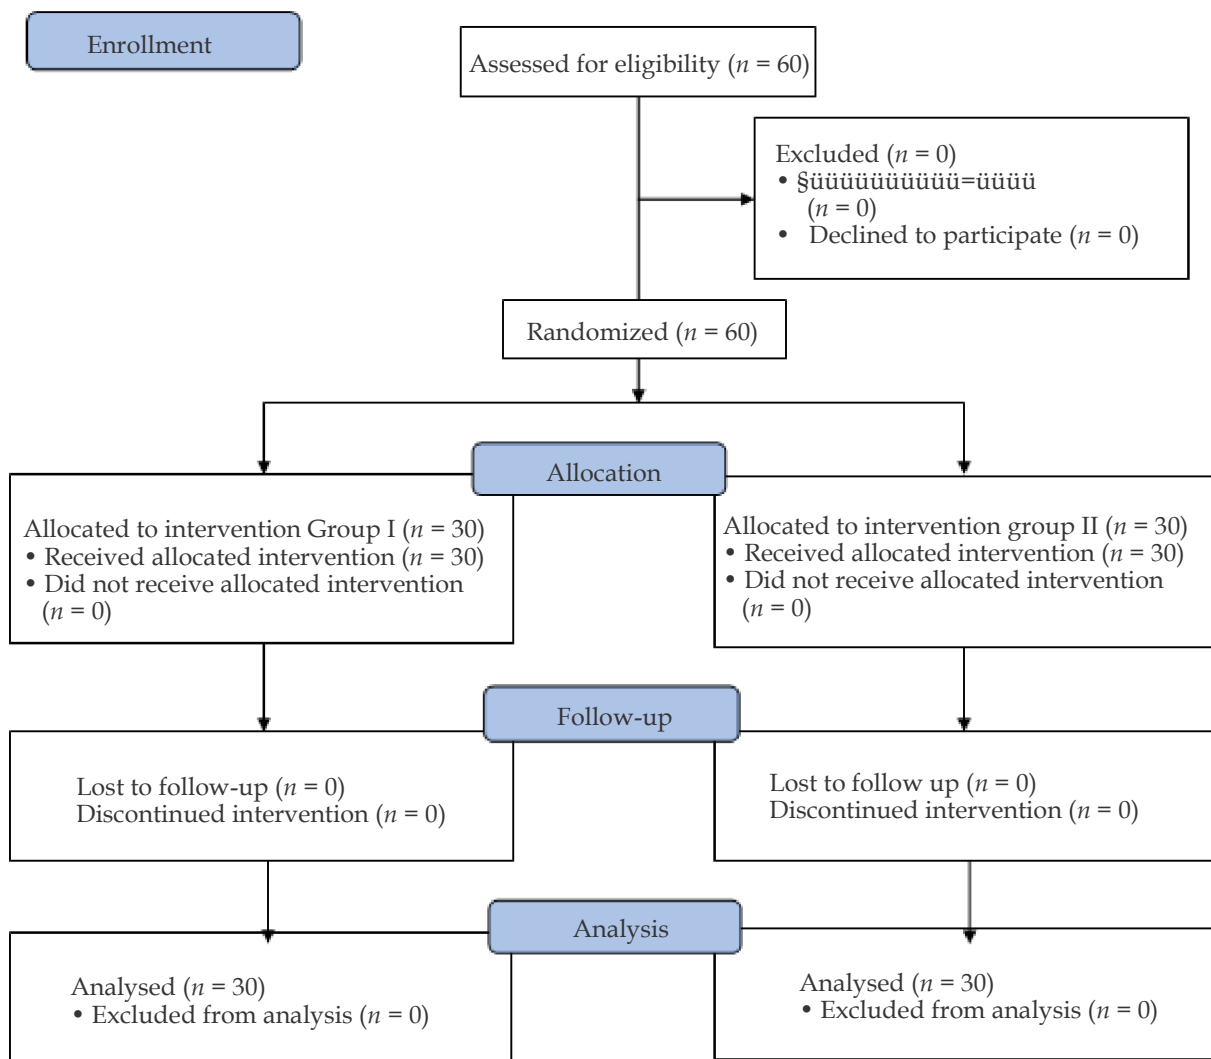 Enrollment
Assessed for eligibility (n = 60)
Excluded (n = 0)
• §üüüüüüüüüü=üüüü
(n = 0)
• Declined to participate (n = 0)
Randomized (n = 60)
Allocation
Allocated to intervention Group I (n = 30)
• Received allocated intervention (n = 30)
• Did not receive allocated intervention
(n = 0)
Allocated to intervention group II (n = 30)
• Received allocated intervention (n = 30)
• Did not receive allocated intervention
(n = 0)
Follow-up
Lost to follow-up (n = 0)
Discontinued intervention (n = 0)
Lost to follow up (n = 0)
Discontinued intervention (n = 0)
Analysis
Analysed (n = 30)
• Excluded from analysis (n = 0)
Analysed (n = 30)
• Excluded from analysis (n = 0)